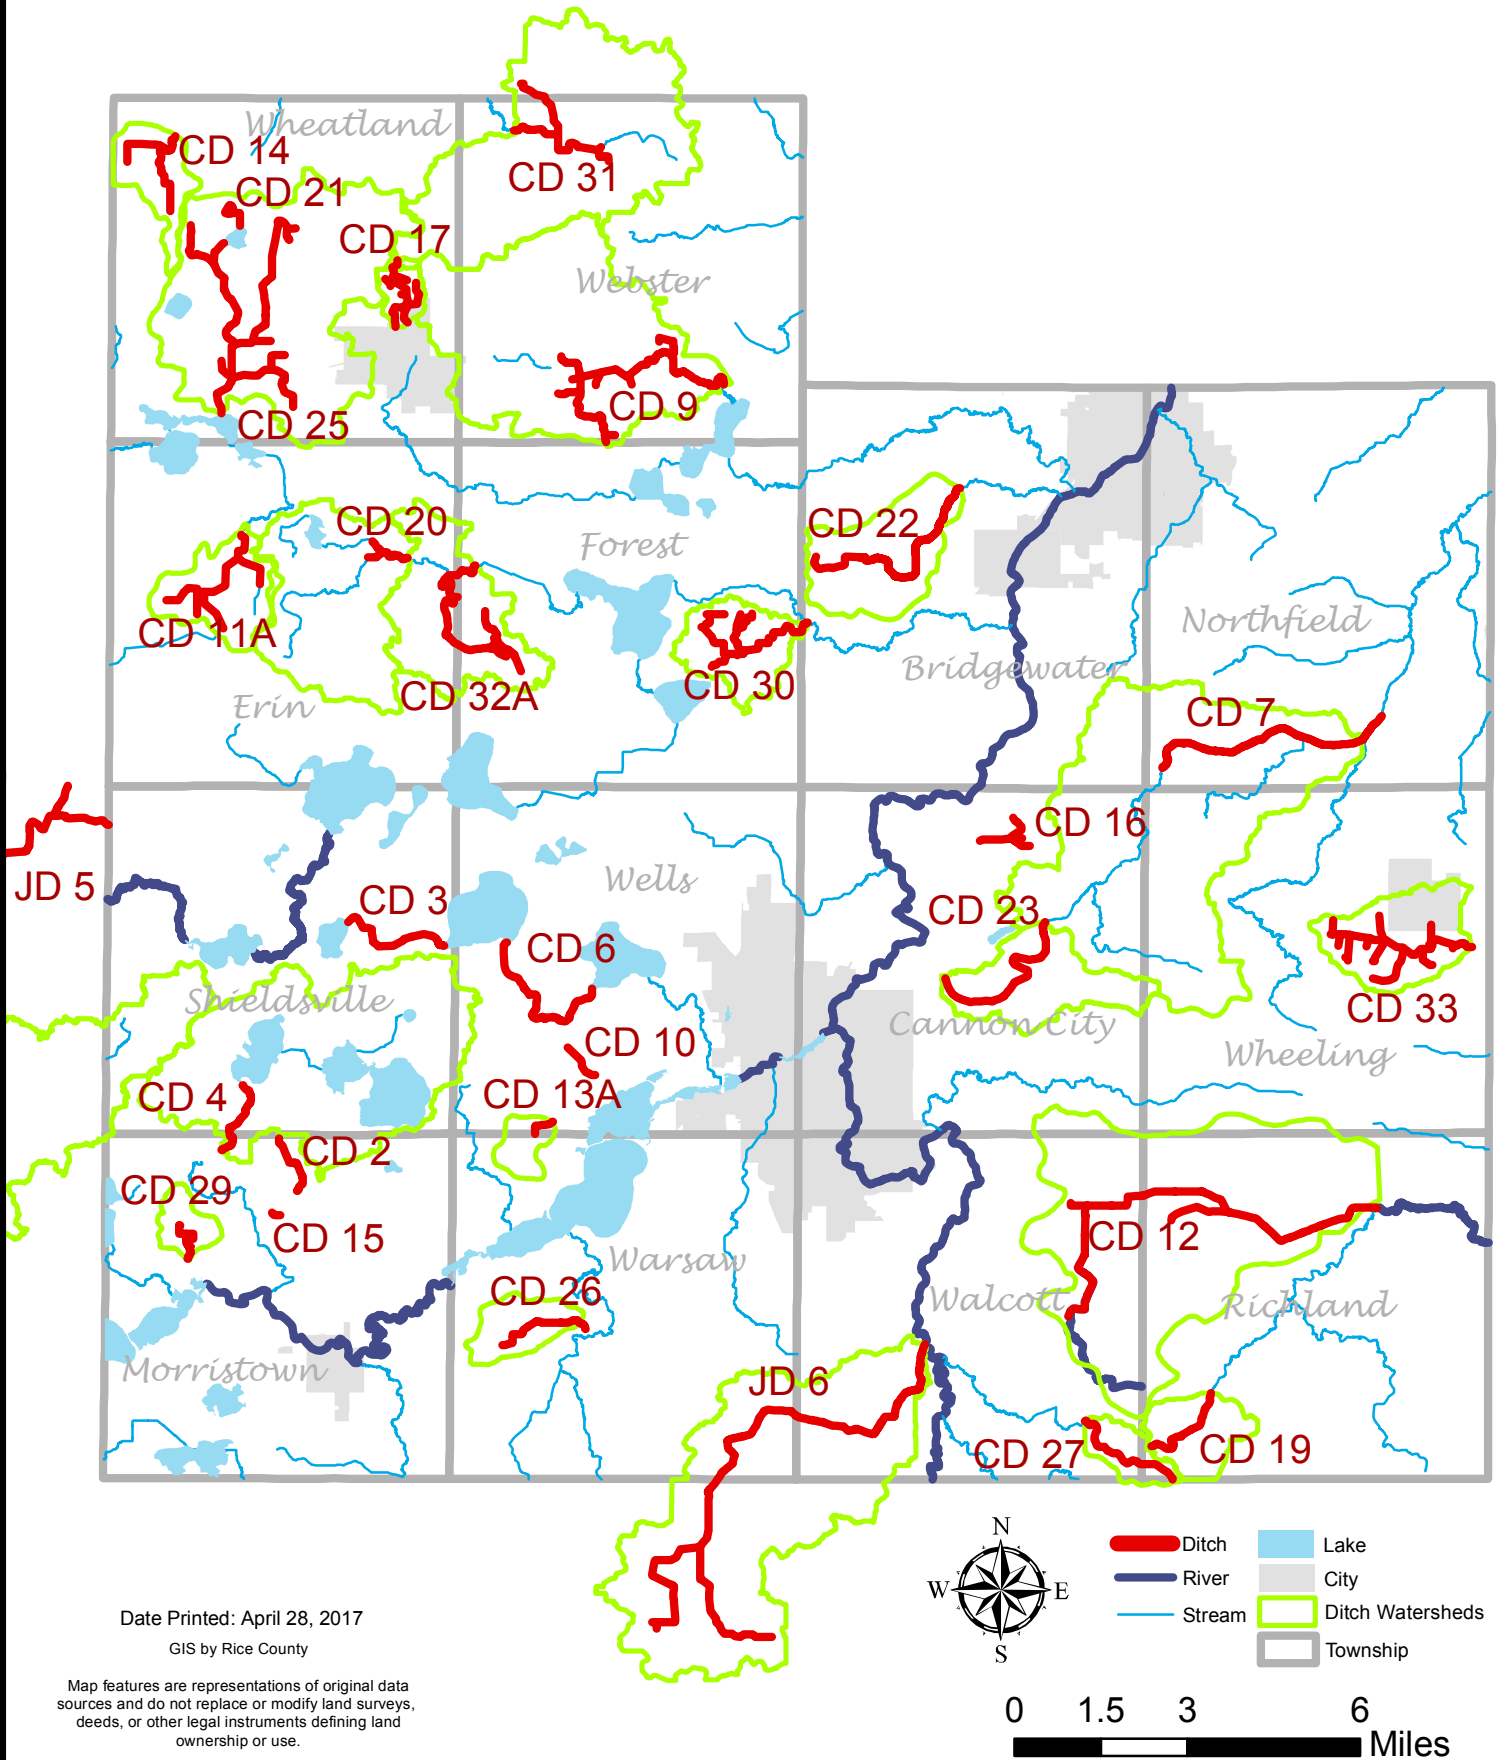 Wheatland
CD 14
CD 31
CD 21
CD 17
Webster
CD 9
CD 25
CD 20
CD 22
Forest
CD 11A
Northfield
Bridgewater
CD 32A
CD 30
Erin
CD 7
CD 16
JD 5
Wells
CD 3
CD 23
CD 6
Shieldsville
CD 33
Cannon City
CD 10
Wheeling
CD 4
CD 13A
CD 2
CD 29
CD 15
CD 12
Warsaw
CD 26
Walcott
Richland
Morristown
JD 6
CD 27
CD 19
N
W
E
S
Ditch
River
Stream
Lake
City
Ditch Watersheds
Township
Date Printed: April 28, 2017
GIS by Rice County
Map features are representations of original data
sources and do not replace or modify land surveys,
deeds, or other legal instruments defining land
ownership or use.
0 1.5 3 6
Miles